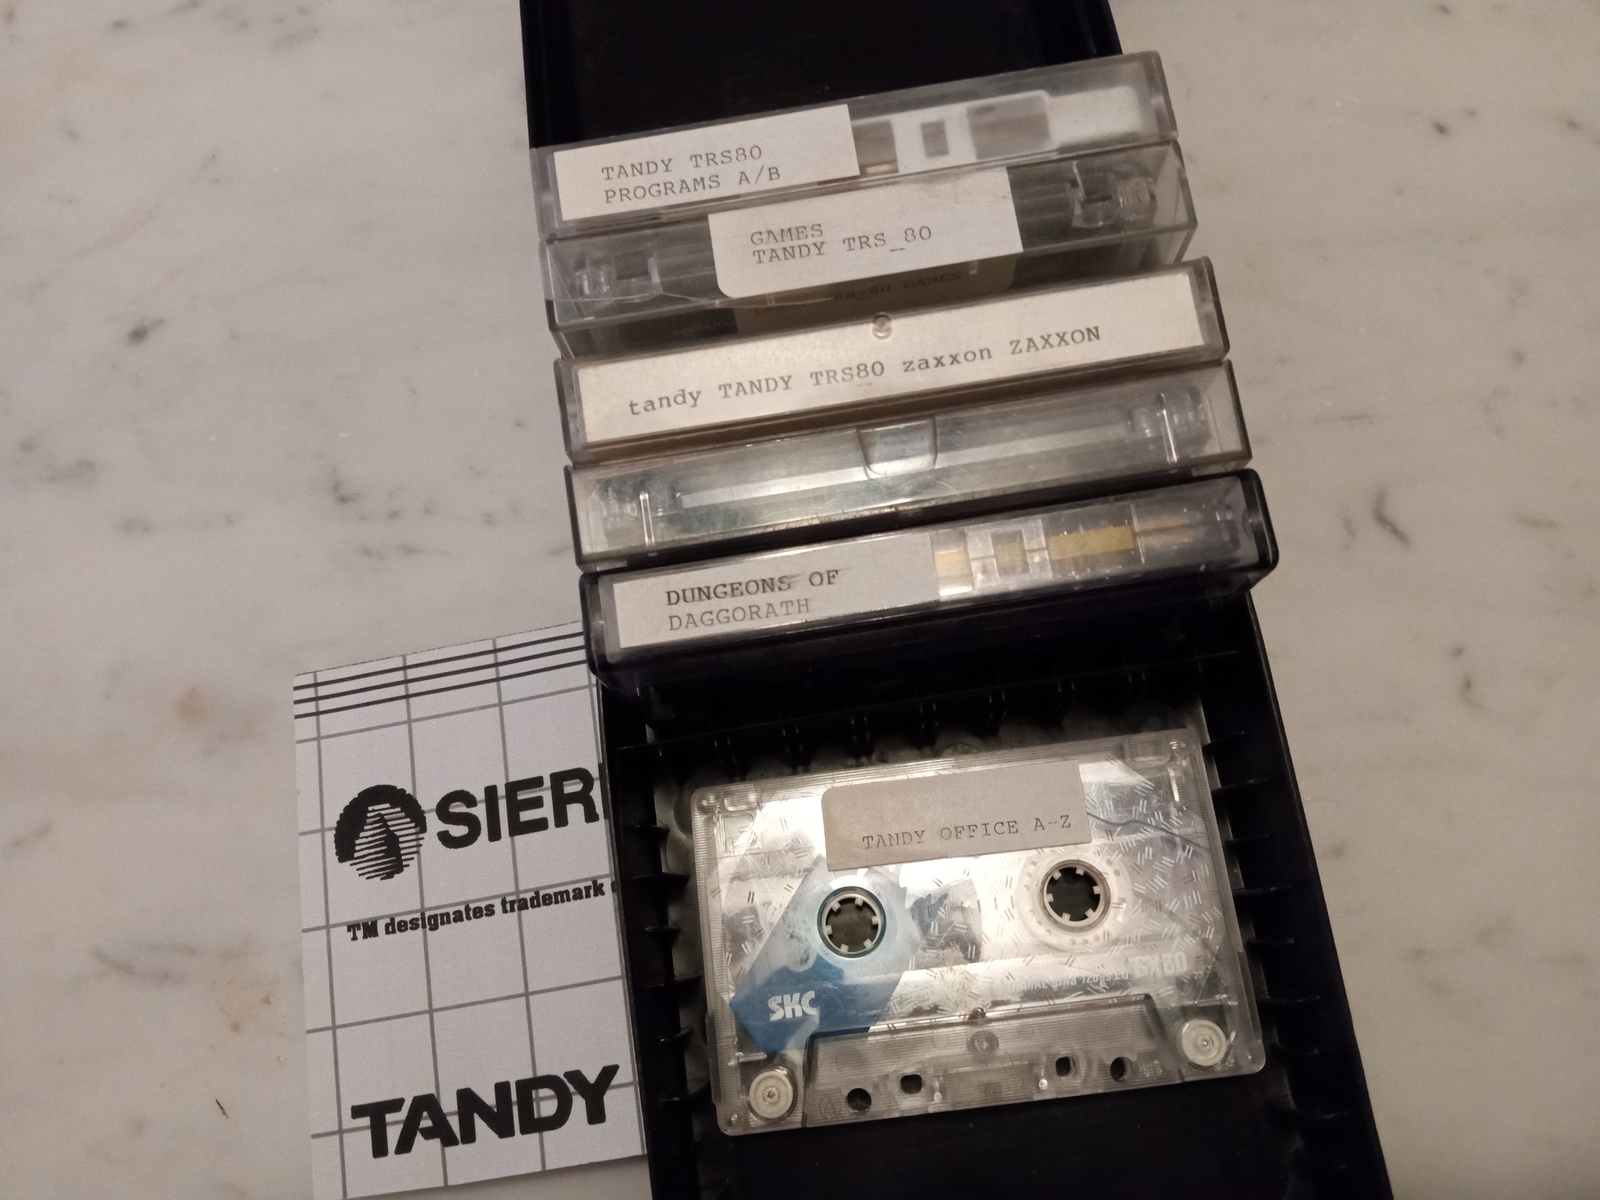 TANDY TRS80
PROGRAMS A/B
GAMES
TANDY TRS_80
tandy TANDY TRS80 zaxxon ZAXXON
DUNGEONS OF
DAGGORATH
TANDY OFFICE A-Z
SKC
GX60
SIER
TM designates trademark
TANDY